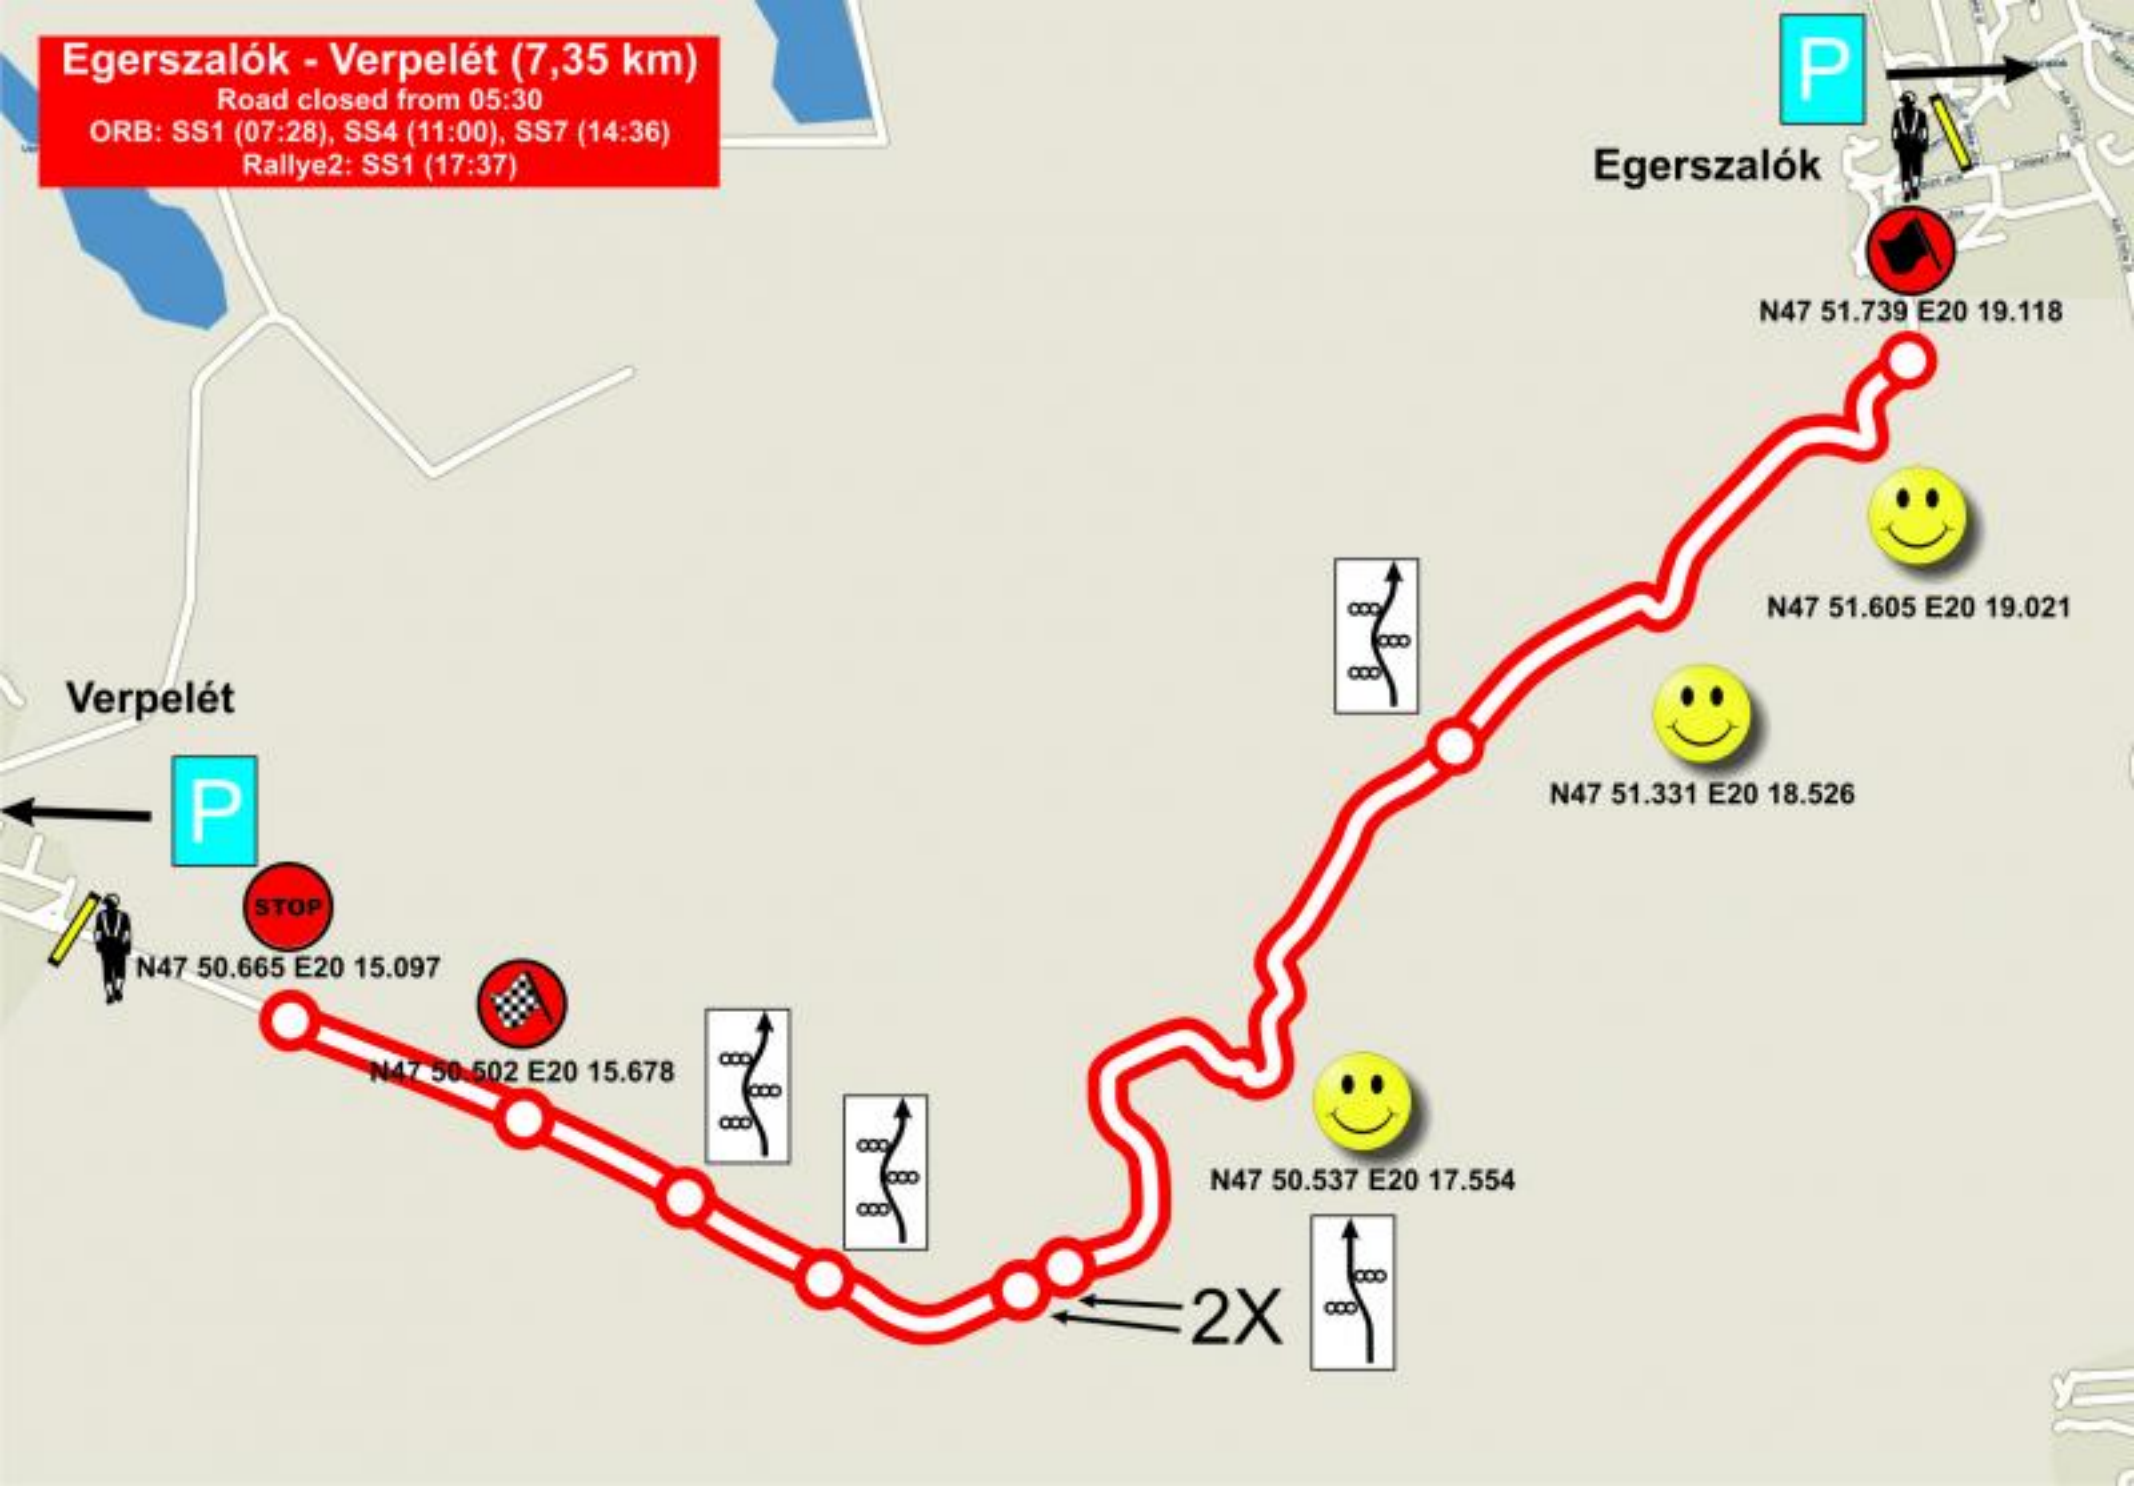 Egerszalók - Verpelét (7,35 km)
Road closed from 05:30
ORB: SS1 (07:28), SS4 (11:00), SS7 (14:36)
Rallye2: SS1 (17:37)
P
Egerszalók
N47 51.739 E20 19.118
N47 51.605 E20 19.021
N47 51.331 E20 18.526
Verpelét
P
STOP
N47 50.665 E20 15.097
N47 50.502 E20 15.678
N47 50.537 E20 17.554
2X